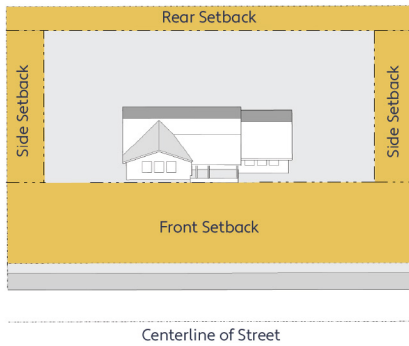 Rear Setback
Side Setback
Side Setback
Front Setback
Centerline of Street